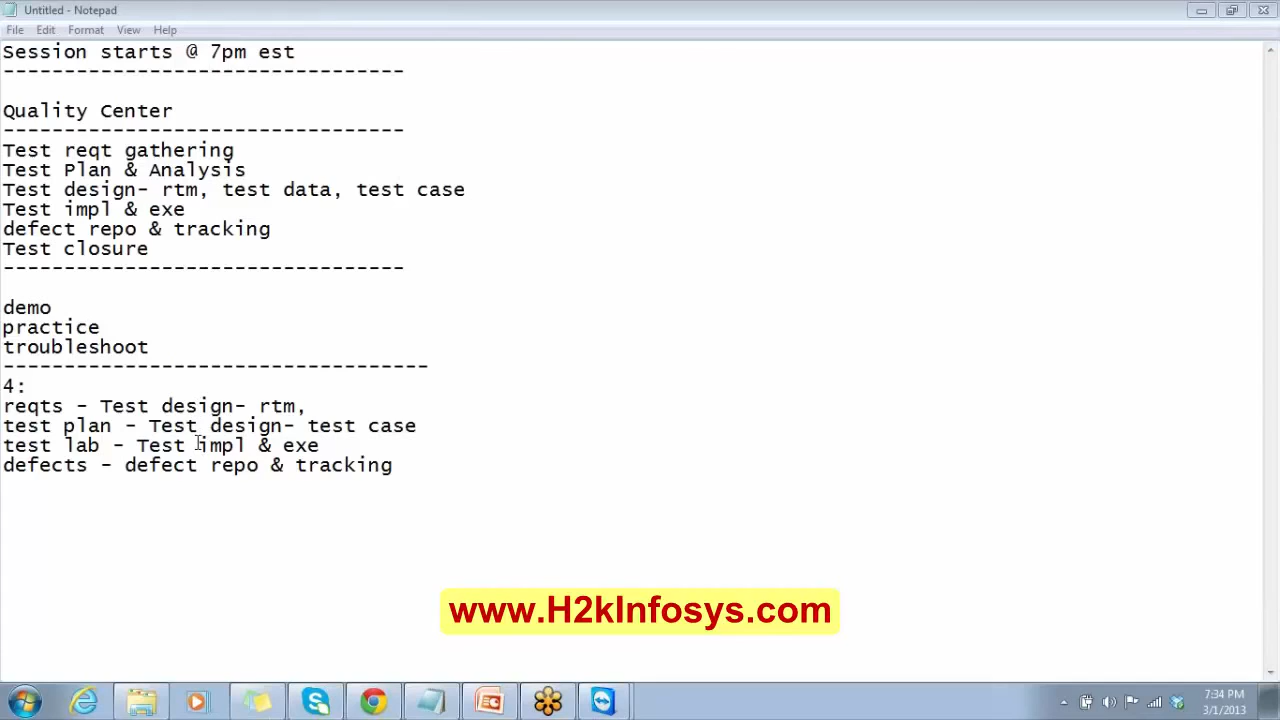 Untitled - Notepad
File Edit Format View Help
Session starts @ 7pm est
---------------------------------
Quality Center
---------------------------------
Test reqt gathering
Test Plan & Analysis
Test design- rtm, test data, test case
Test impl & exe
defect repo & tracking
Test closure
---------------------------------
demo
practice
troubleshoot
-----------------------------------
4:
reqts - Test design- rtm,
test plan - Test design- test case
test lab - Test impl & exe
defects - defect repo & tracking
www.H2kInfosys.com
7:34 PM
3/1/2013